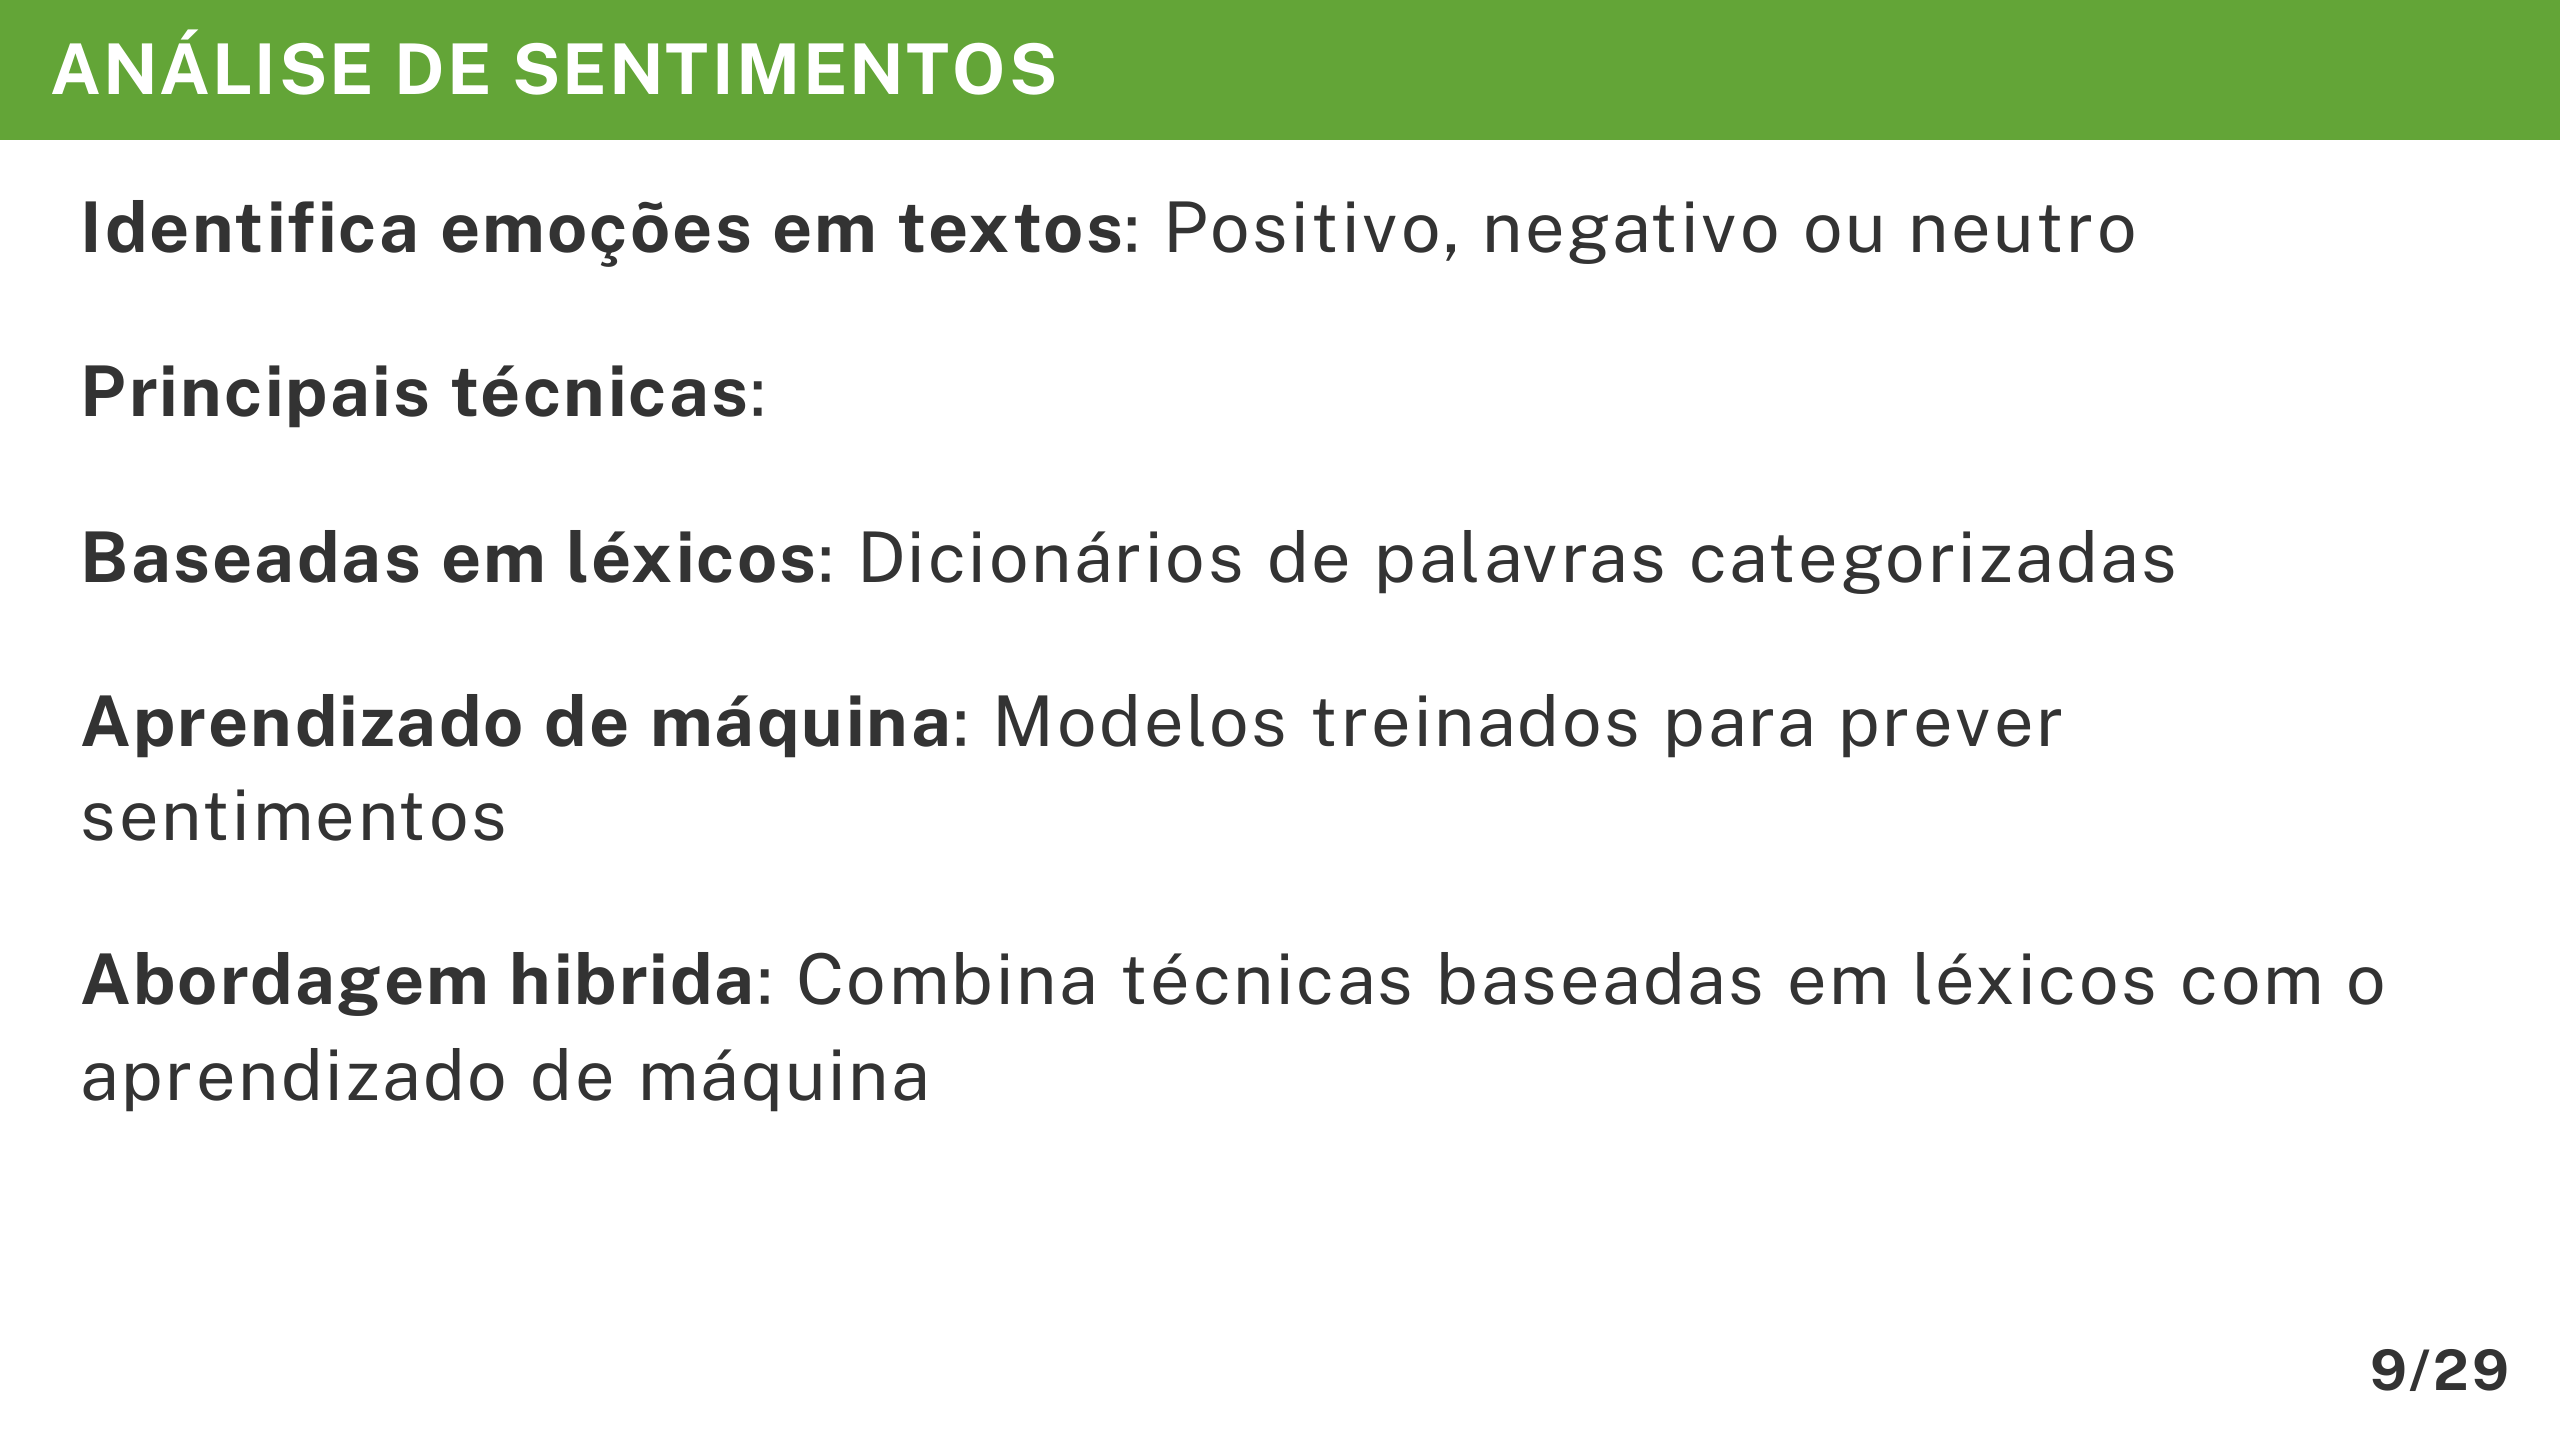 ANÁLISE DE SENTIMENTOS
Identifica emoções em textos: Positivo, negativo ou neutro
Principais técnicas:
Baseadas em léxicos: Dicionários de palavras categorizadas
Aprendizado de máquina: Modelos treinados para prever
sentimentos
Abordagem hibrida: Combina técnicas baseadas em léxicos com o
aprendizado de máquina
9/29